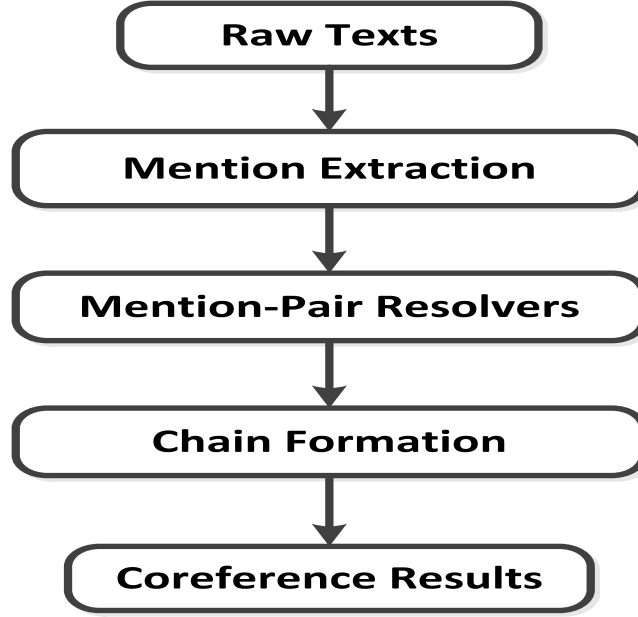 Raw Texts
Mention Extraction
Mention-Pair Resolvers
Chain Formation
Coreference Results